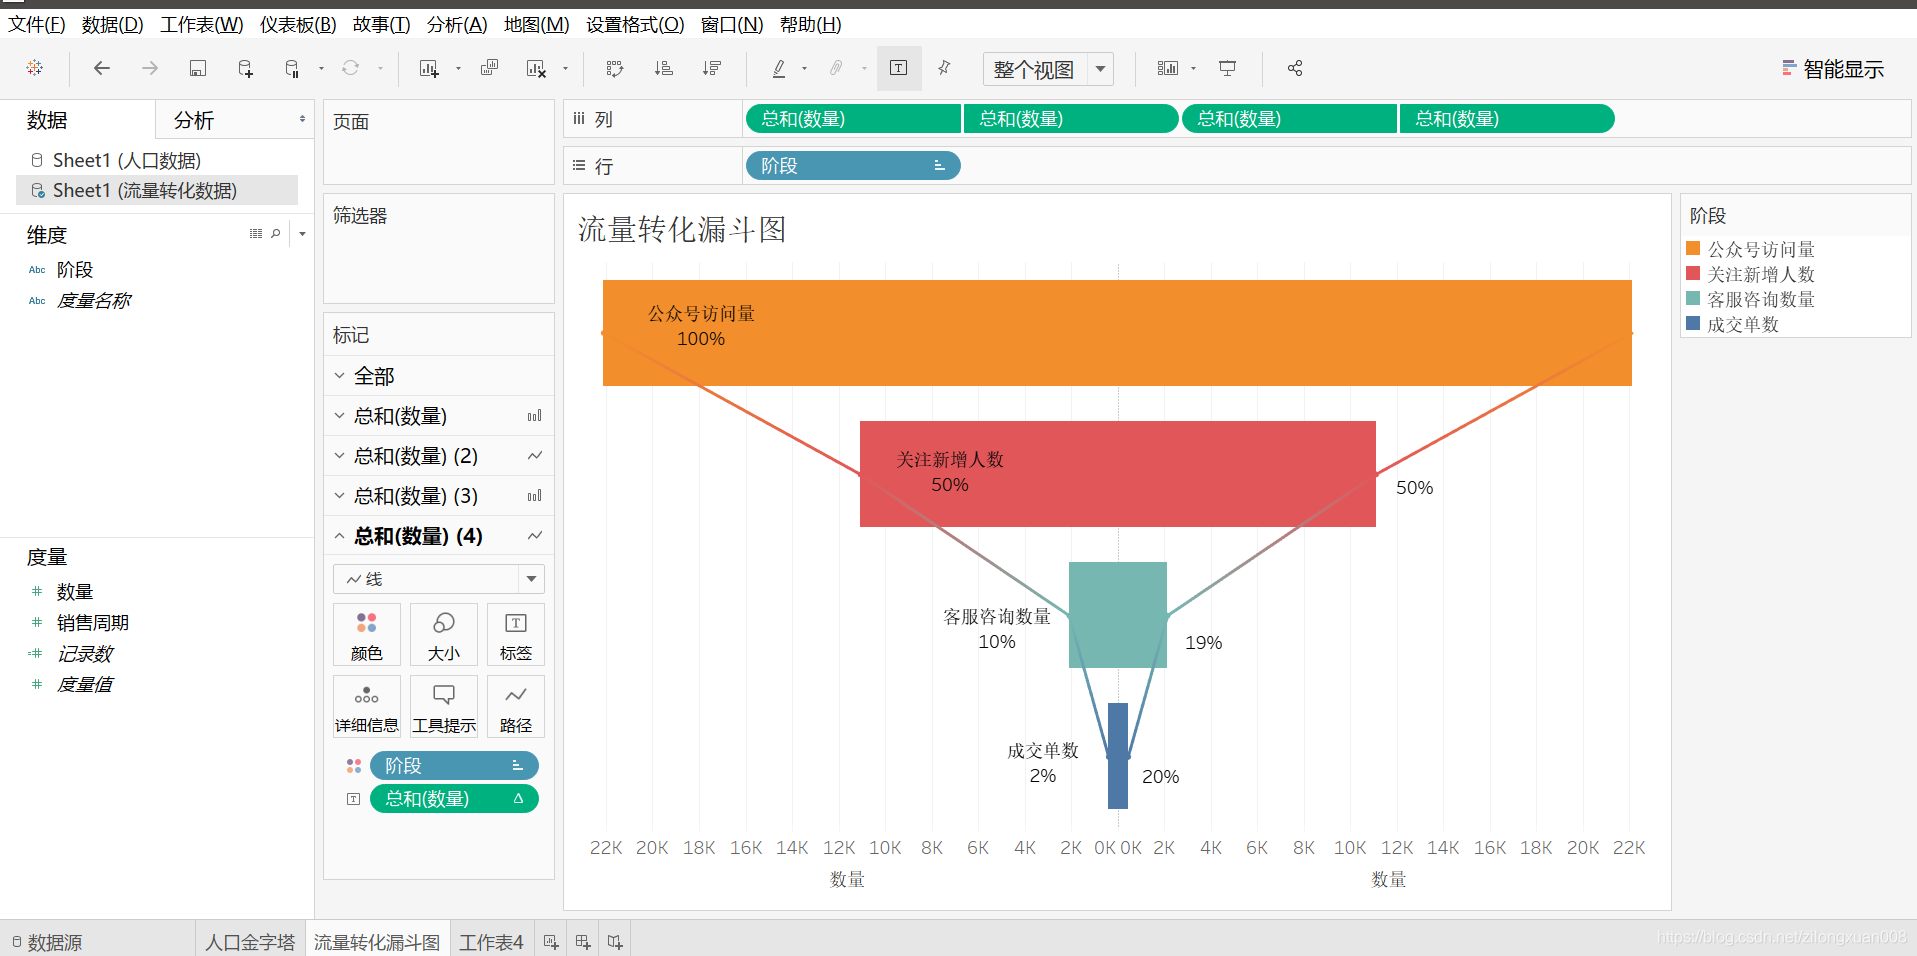 文件(F) 数据(D) 工作表(W) 仪表板(B) 故事(T) 分析(A) 地图(M) 设置格式(O) 窗口(N) 帮助(H)
整个视图
智能显示
数据 分析
Sheet1 (人口数据)
Sheet1 (流量转化数据)
维度
Abc 阶段
Abc 度量名称
度量
数量
销售周期
记录数
度量值
页面
筛选器
标记
全部
总和(数量)
总和(数量) (2)
总和(数量) (3)
总和(数量) (4)
线
颜色 大小 标签
详细信息 工具提示 路径
阶段
总和(数量)
列 总和(数量) 总和(数量) 总和(数量) 总和(数量)
行 阶段
流量转化漏斗图
公众号访问量
100%
关注新增人数
50%
50%
客服咨询数量
10%
19%
成交单数
2%
20%
22K 20K 18K 16K 14K 12K 10K 8K 6K 4K 2K 0K 0K 2K 4K 6K 8K 10K 12K 14K 16K 18K 20K 22K
数量 数量
阶段
公众号访问量
关注新增人数
客服咨询数量
成交单数
数据源 人口金字塔 流量转化漏斗图 工作表4
https://blog.csdn.net/zilongxuan008